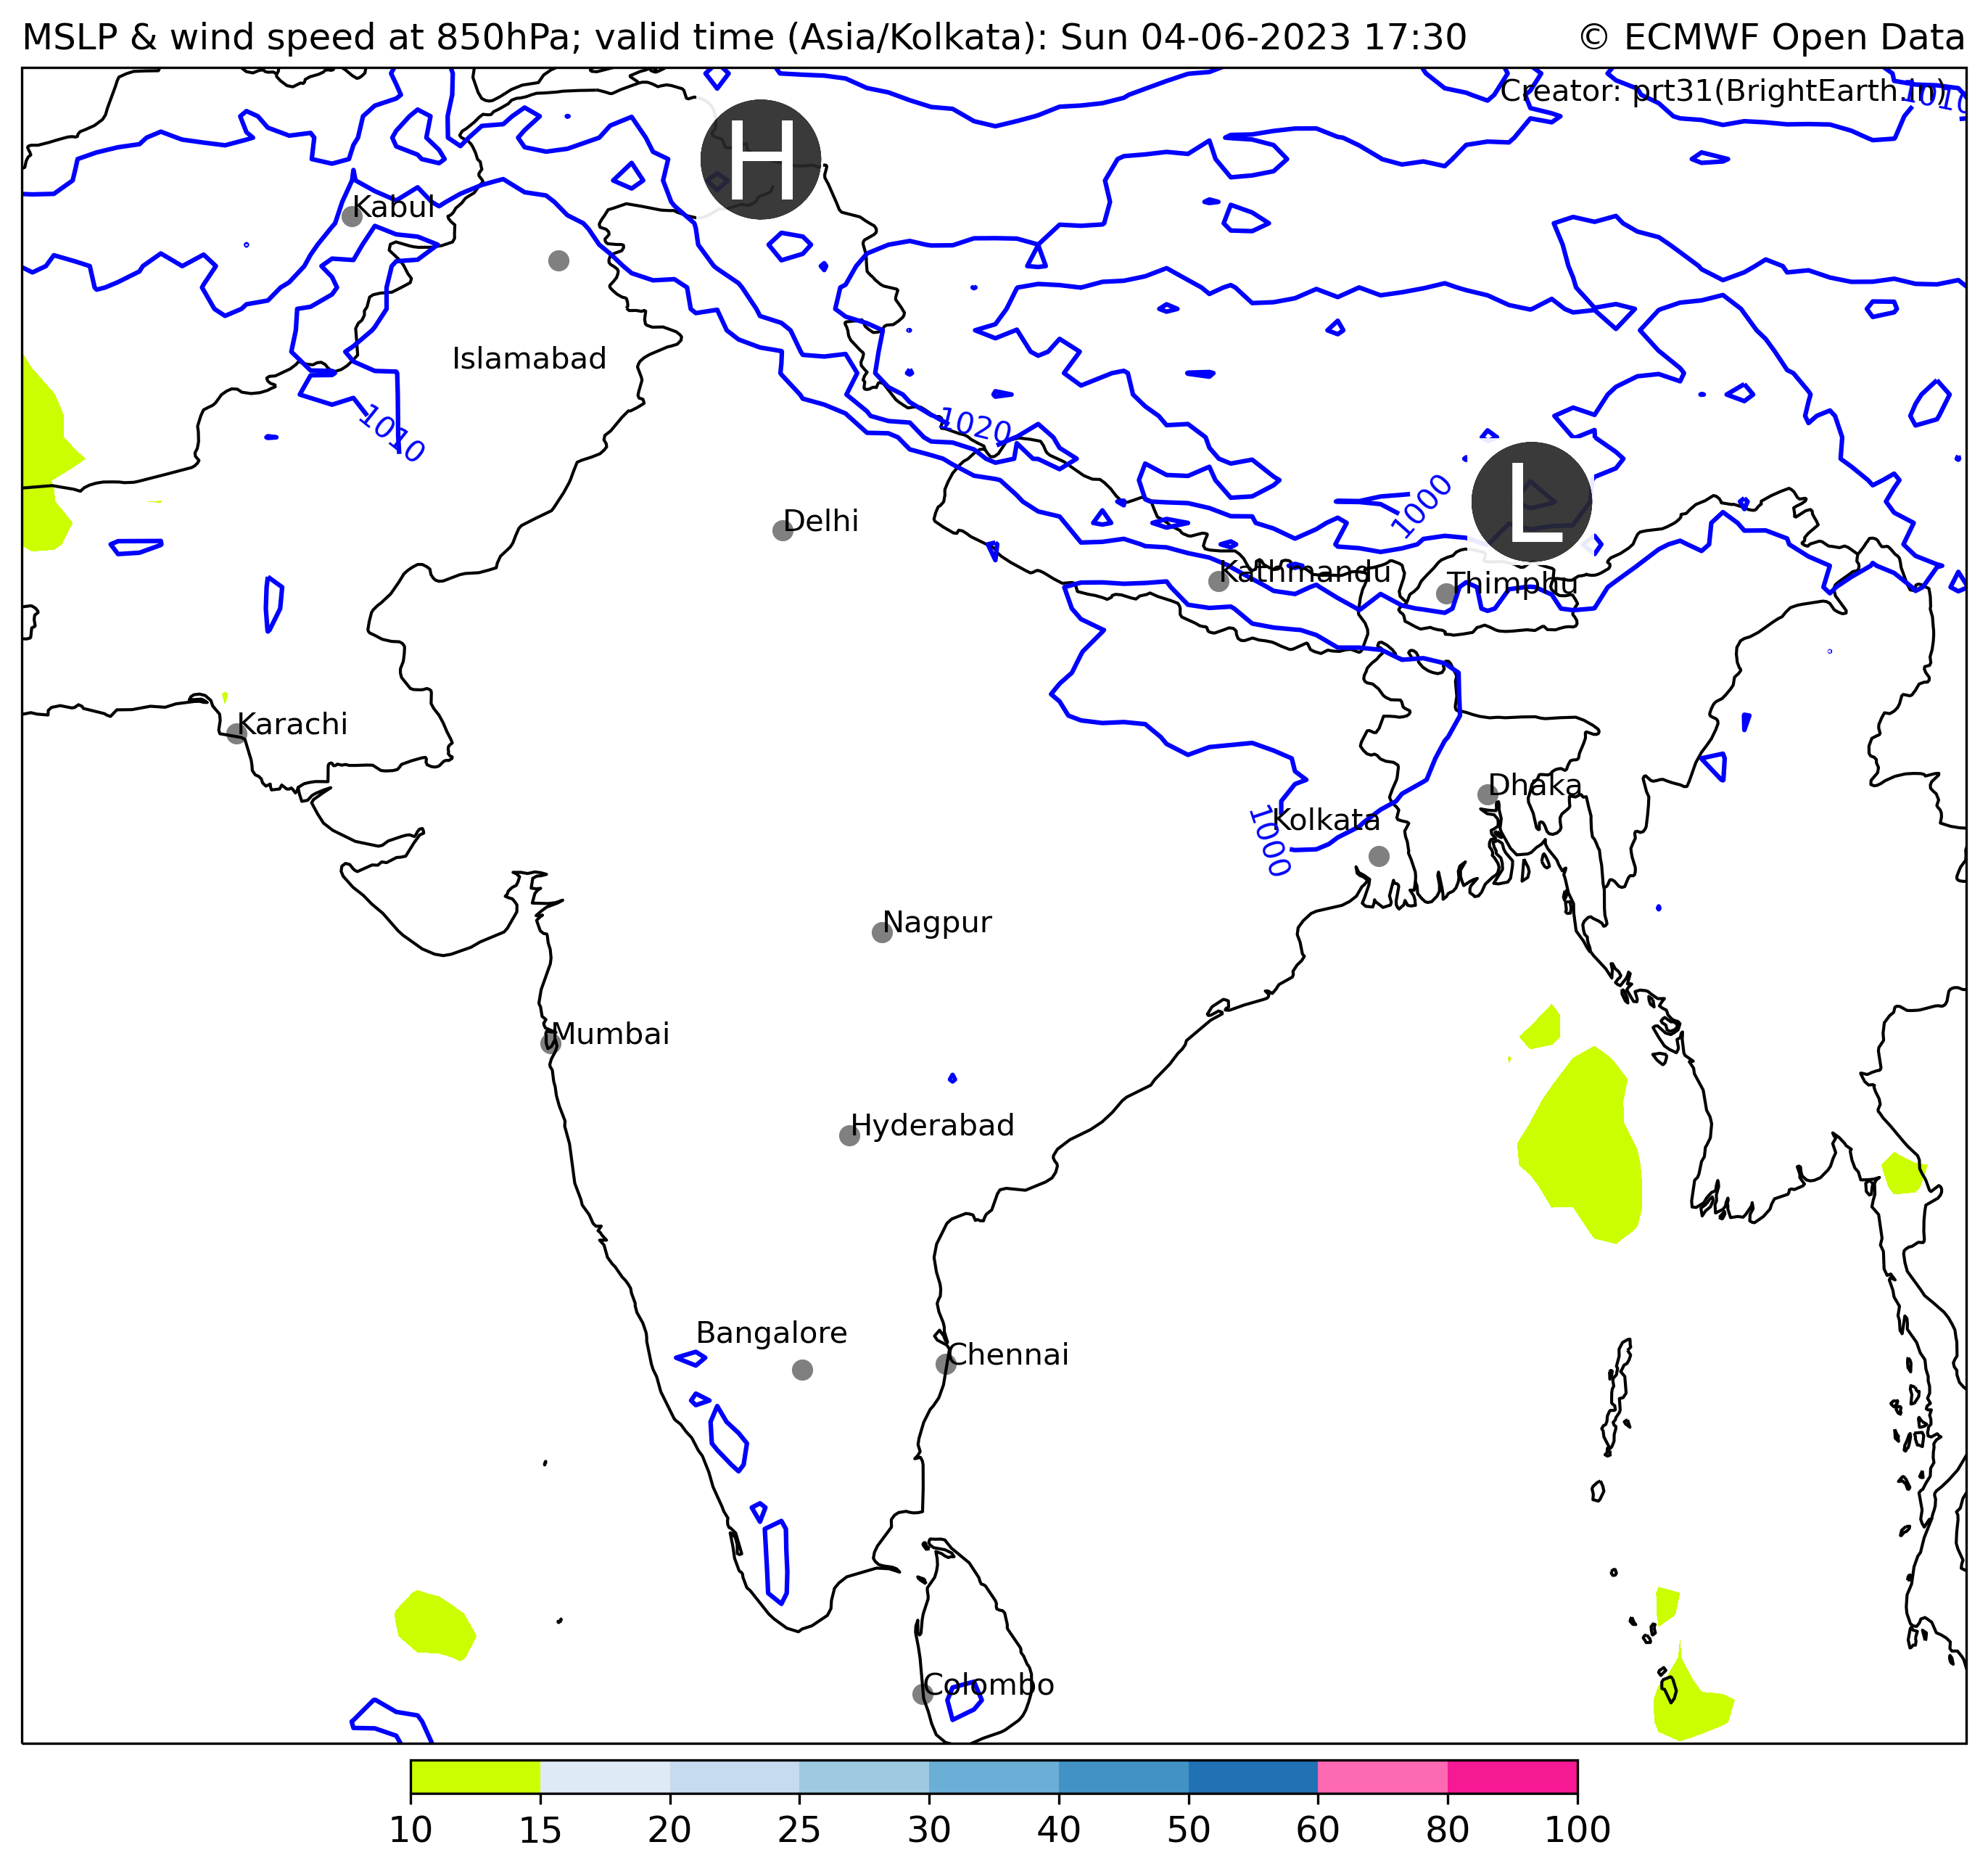 MSLP & wind speed at 850hPa; valid time (Asia/Kolkata): Sun 04-06-2023 17:30
© ECMWF Open Data
Creator: prt31(BrightEarth.in)
1010
H
Kabul
Islamabad
1010
1020
1000
L
Delhi
Kathmandu
Thimphu
Karachi
Dhaka
Kolkata
1000
Nagpur
Mumbai
Hyderabad
Bangalore
Chennai
Colombo
10 15 20 25 30 40 50 60 80 100